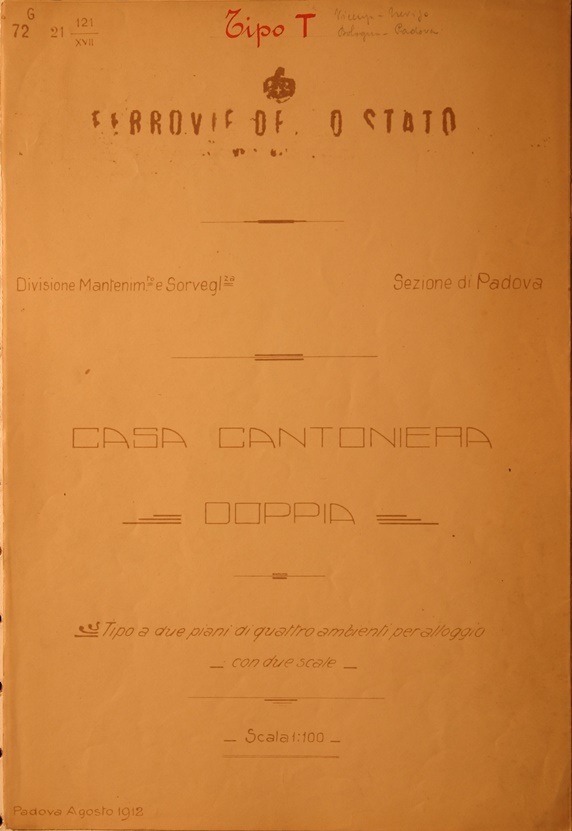 G
72 21 121
XVII
Tipo T
Vicenza - Treviso
Bologna - Padova
FERROVIE DELLO STATO
Divisione Mantenim.to e Sorvegl.za
Sezione di Padova
CASA CANTONIERA
DOPPIA
Tipo a due piani di quattro ambienti per alloggio
con due scale
Scala 1:100
Padova Agosto 1912